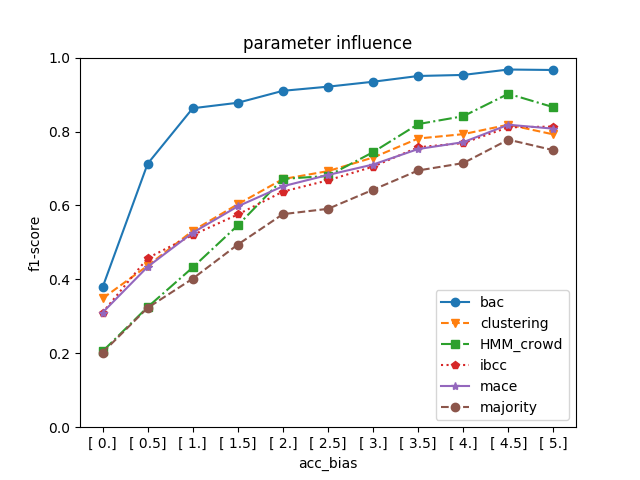 parameter influence
1.0
0.8
0.6
0.4
0.2
0.0
f1-score
bac
clustering
HMM_crowd
ibcc
mace
majority
[ 0.] [ 0.5] [ 1.] [ 1.5] [ 2.] [ 2.5] [ 3.] [ 3.5] [ 4.] [ 4.5] [ 5.]
acc_bias